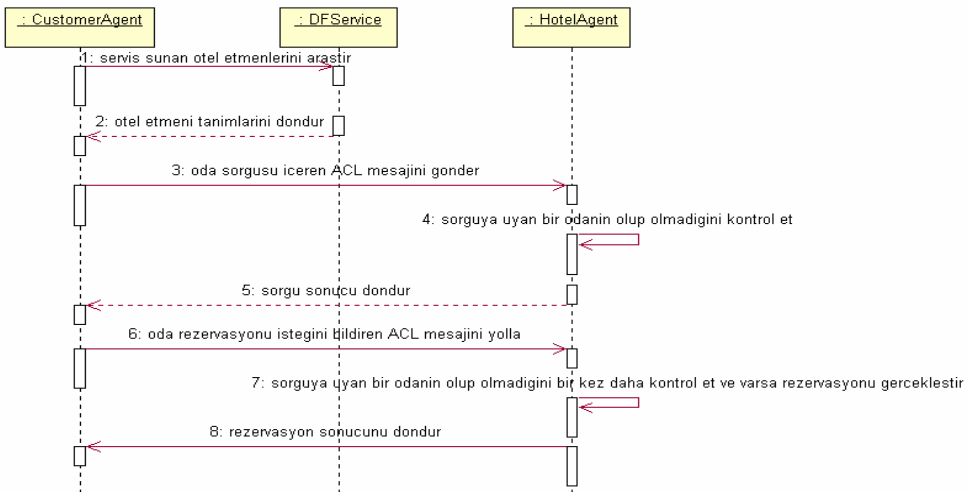 : CustomerAgent
: DFService
: HotelAgent
1: servis sunan otel etmenlerini arastir
2: otel etmeni tanimlarini dondur
3: oda sorgusu iceren ACL mesajini gonder
4: sorguya uyan bir odanin olup olmadigini kontrol et
5: sorgu sonucu dondur
6: oda rezervasyonu istegini bildiren ACL mesajini yolla
7: sorguya uyan bir odanin olup olmadigini bir kez daha kontrol et ve varsa rezervasyonu gerceklestir
8: rezervasyon sonucunu dondur